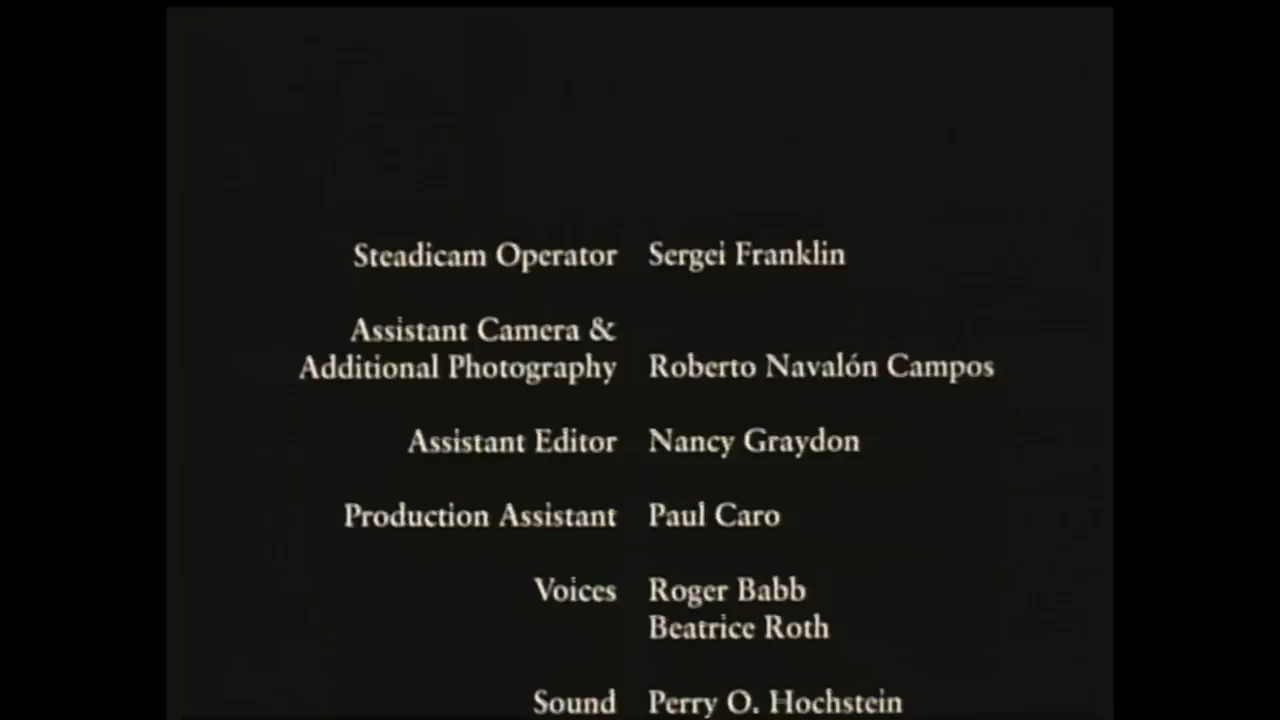 Steadicam Operator Sergei Franklin
Assistant Camera &
Additional Photography Roberto Navalón Campos
Assistant Editor Nancy Graydon
Production Assistant Paul Caro
Voices Roger Babb
Beatrice Roth
Sound Perry O. Hochstein